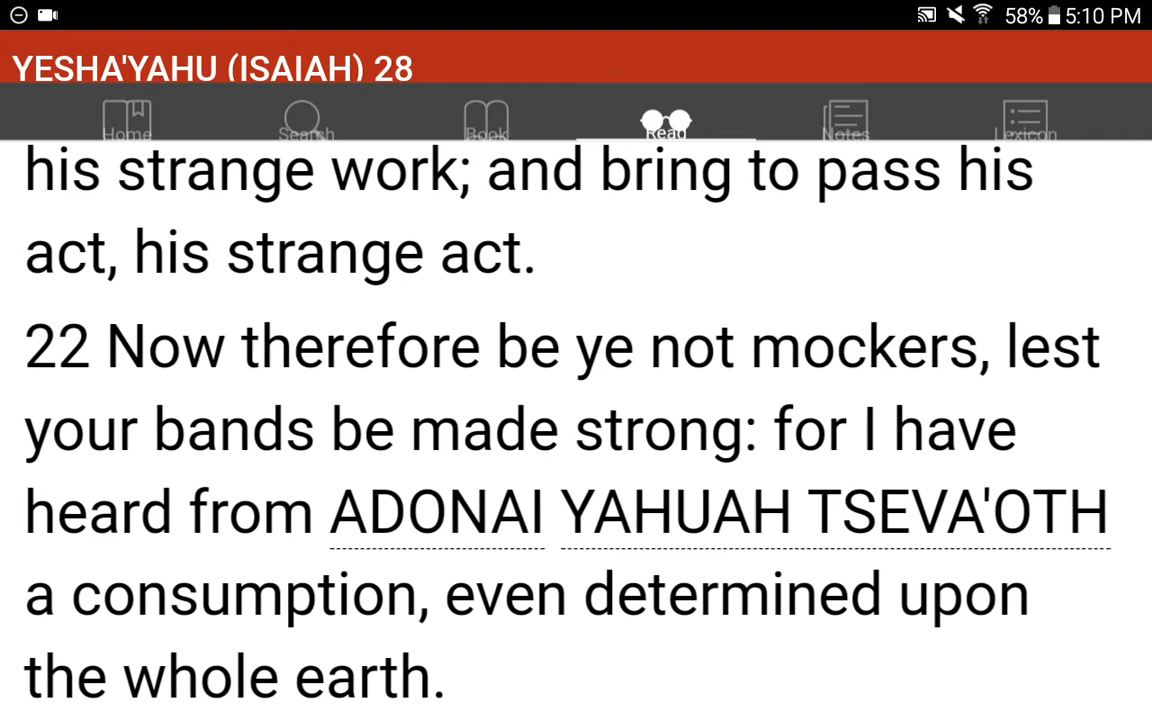 58% 5:10 PM
YESHA'YAHU (ISAIAH) 28
Home Search Book Read Notes Lexicon
his strange work; and bring to pass his
act, his strange act.
22 Now therefore be ye not mockers, lest
your bands be made strong: for I have
heard from ADONAI YAHUAH TSEVA'OTH
a consumption, even determined upon
the whole earth.